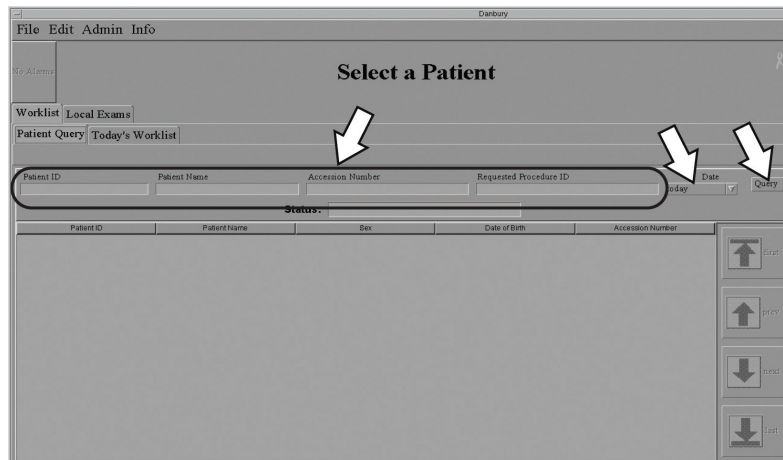 Danbury
File Edit Admin Info
No Alarms
Select a Patient
Worklist Local Exams
Patient Query Today's Worklist
Patient ID Patient Name Accession Number Requested Procedure ID Date
today Query
Status:
Patient ID Patient Name Sex Date of Birth Accession Number
first
prev
next
last